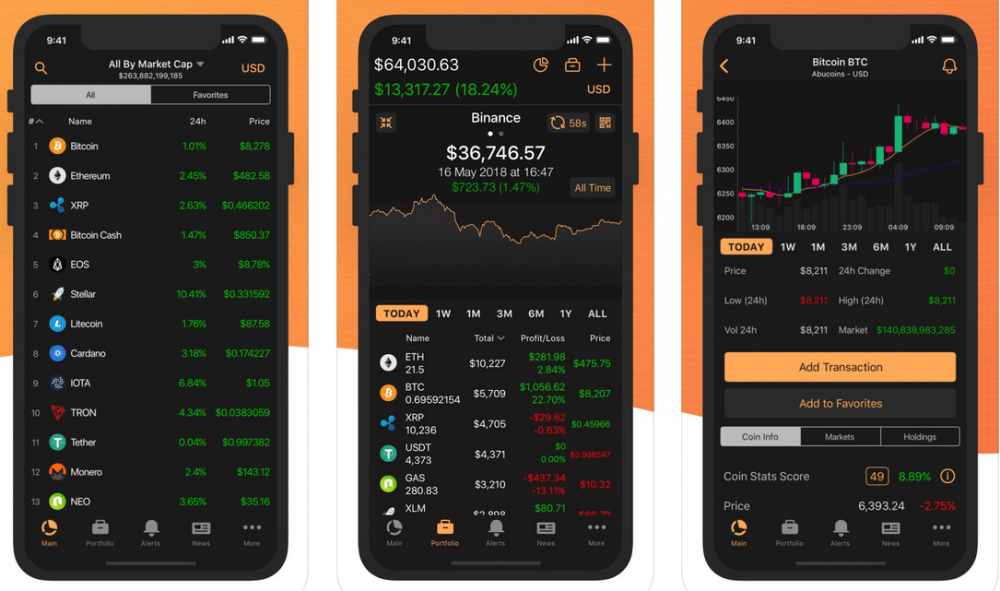 9:41
All By Market Cap
$263,882,199,185
USD
All Favorites
# Name 24h Price
1 Bitcoin 1.01% $8,278
2 Ethereum 2.45% $482.58
3 XRP 2.63% $0.466202
4 Bitcoin Cash 1.47% $850.37
5 EOS 3% $8.78%
6 Stellar 10.41% $0.331592
7 Litecoin 1.76% $87.58
8 Cardano 3.18% $0.174227
9 IOTA 6.84% $1.05
10 TRON 4.34% $0.0383059
11 Tether 0.04% $0.997382
12 Monero 2.4% $143.12
13 NEO 3.65% $35.16
Main Portfolio Alerts News More
9:41
$64,030.63
$13,317.27 (18.24%) USD
Binance
58s
$36,746.57
16 May 2018 at 16:47
$723.73 (1.47%)
All Time
TODAY 1W 1M 3M 6M 1Y ALL
Name Total Profit/Loss Price
ETH $281.98
21.5 $10,227 2.84% $475.75
BTC $1,056.62
0.69592154 $5,709 22.70% $8,207
XRP -$29.62
10,236 $4,705 -0.63% $0.45966
USDT $0
4,373 $4,371 0.00% $0.996547
GAS -$437.34
280.83 $3,210 -13.11% $10.32
XLM $80.71
Main Portfolio Alerts News More
9:41
Bitcoin BTC
Abucoins - USD
6450
6400
6350
6300
6250
6200
13:09 18:09 23:09 04:09 09:09
TODAY 1W 1M 3M 6M 1Y ALL
Price $8,211 24h Change $0
Low (24h) $8,211 High (24h) $8,211
Vol 24h $8,211 Market $140,838,983,285
Add Transaction
Add to Favorites
Coin Info Markets Holdings
Coin Stats Score 49 8.89%
Price 6,393.24 -2.75%
Main Portfolio Alerts News More